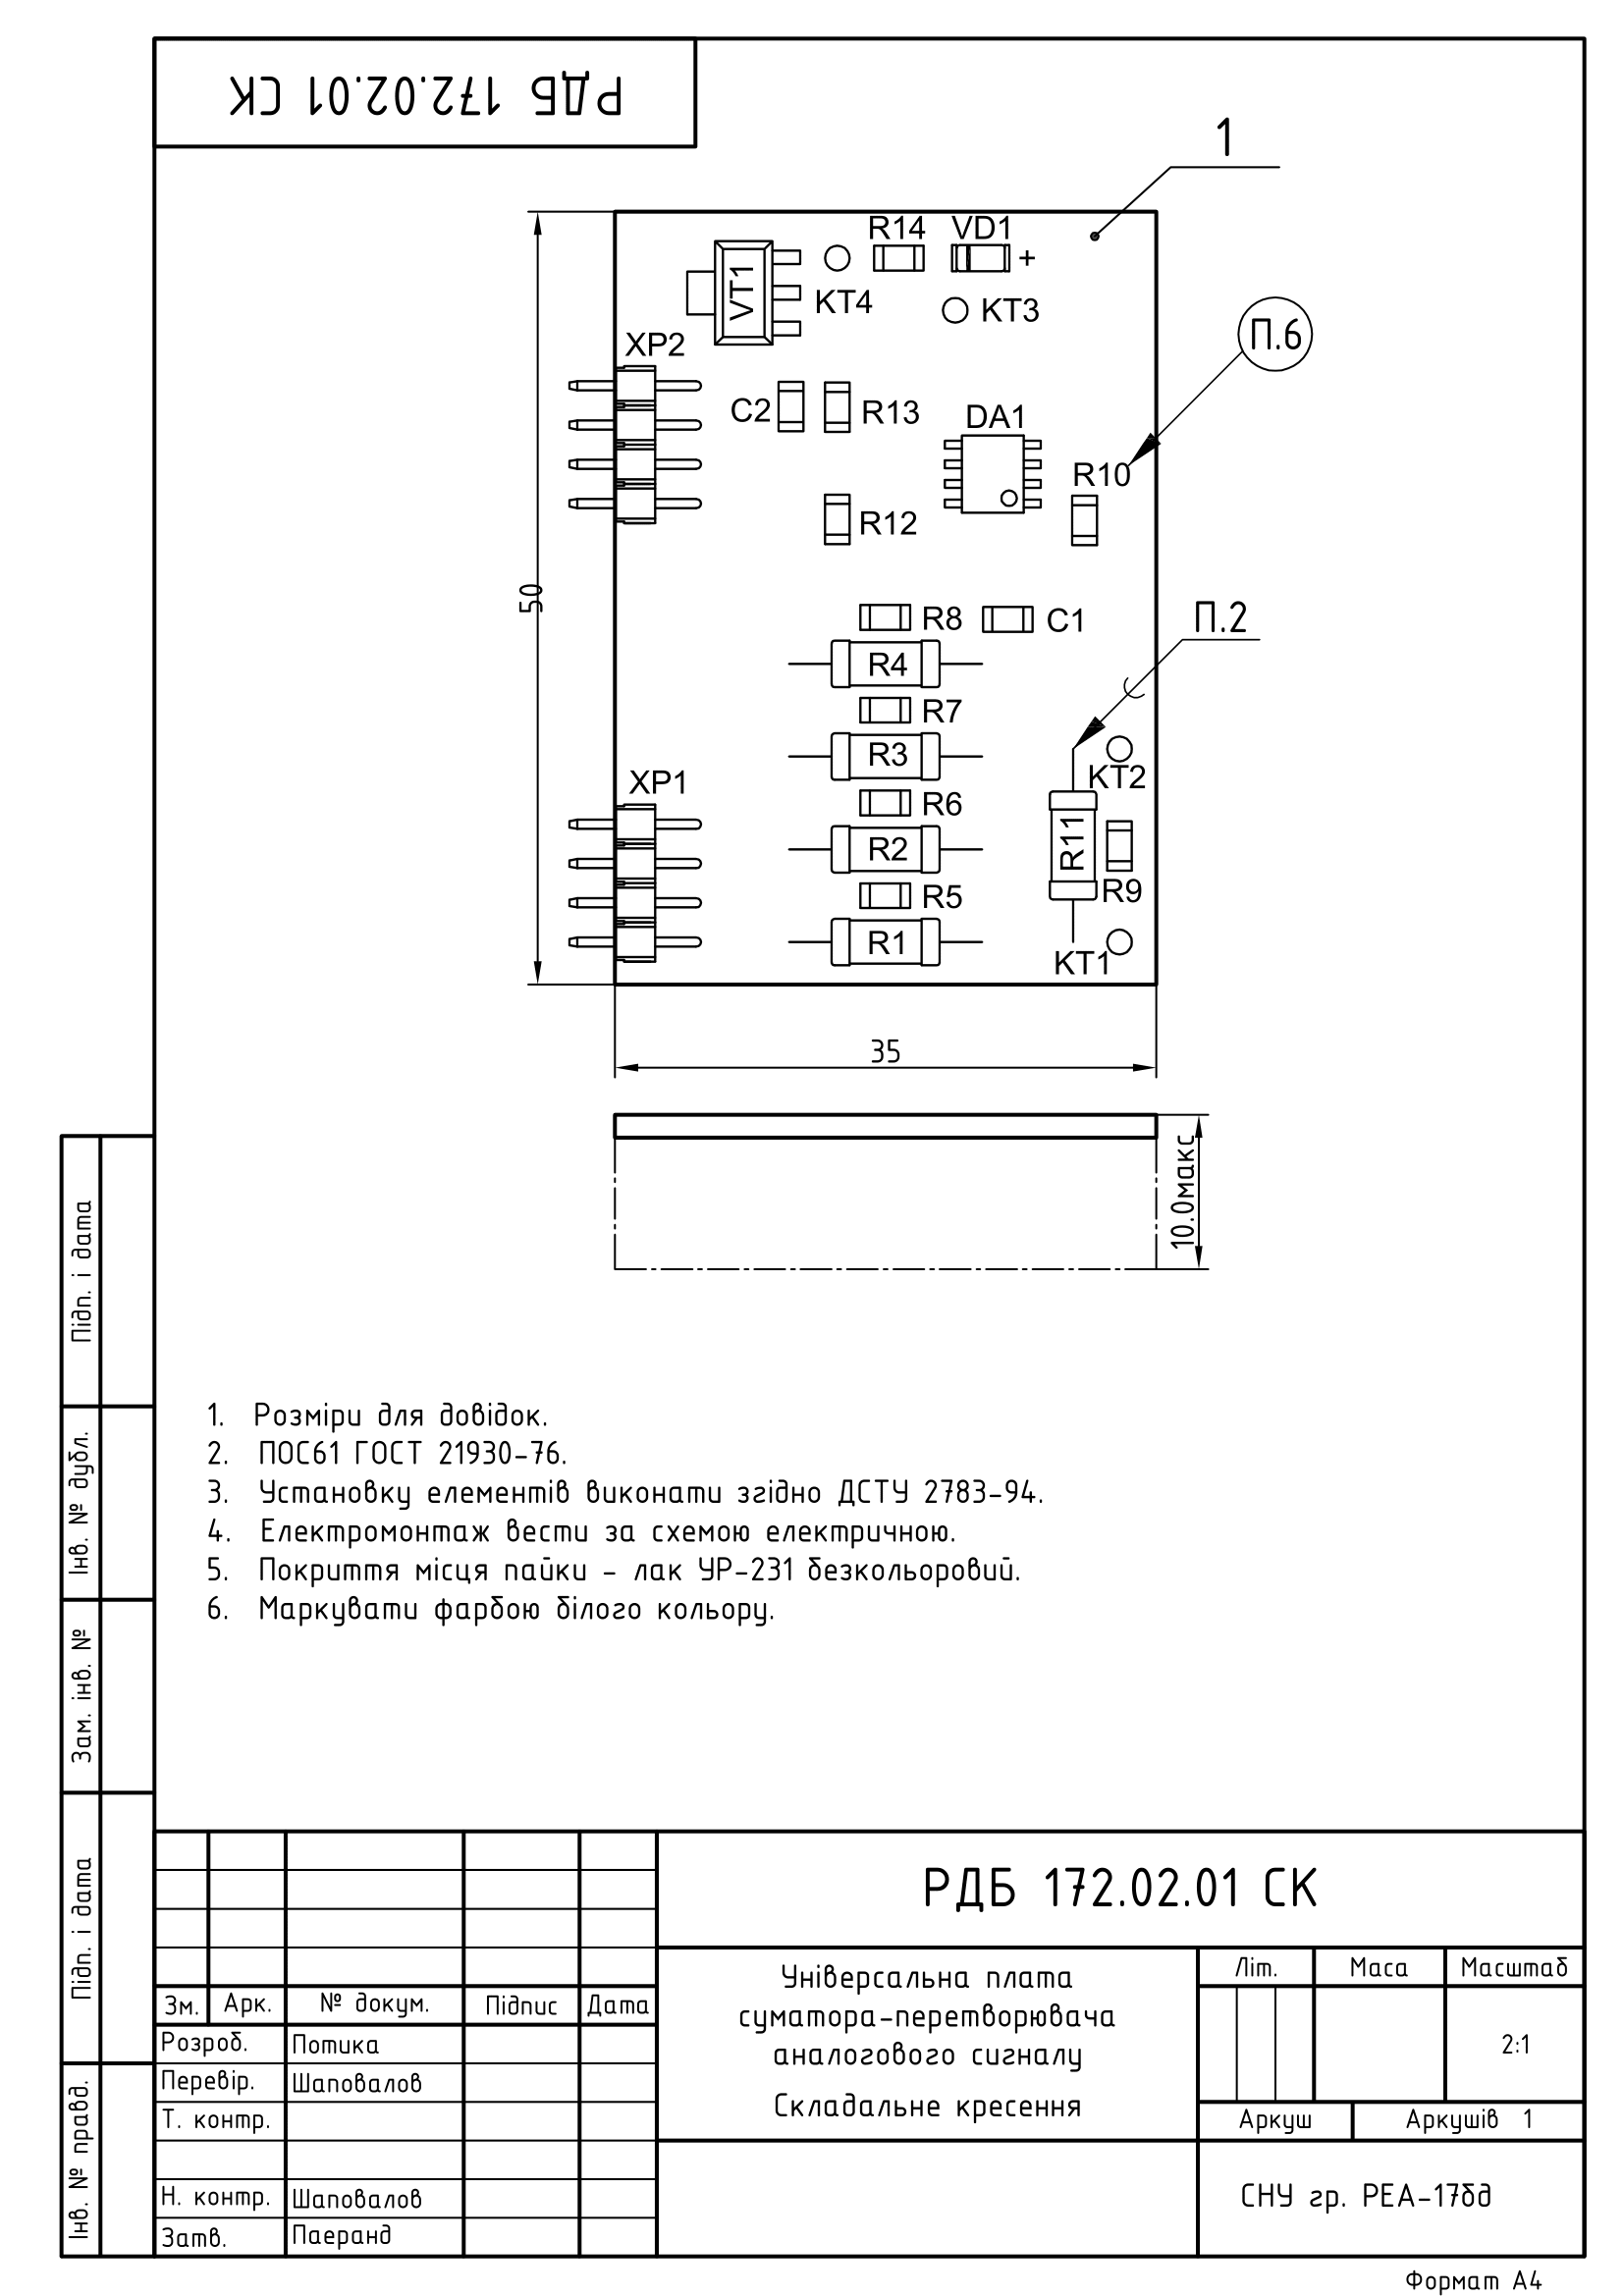 РДБ 172.02.01 СК
1
R14
VD1
+
VT1
KT4
KT3
П.6
XP2
C2
R13
DA1
R10
R12
50
R8
C1
П.2
R4
R7
R3
KT2
XP1
R6
R2
R11
R5
R9
R1
KT1
35
10.0макс
1. Розміри для довідок.
2. ПОС61 ГОСТ 21930-76.
3. Установку елементів виконати згідно ДСТУ 2783-94.
4. Електромонтаж вести за схемою електричною.
5. Покриття місця пайки - лак УР-231 безкольоровий.
6. Маркувати фарбою білого кольору.
Підп. і дата
Інв. № дубл.
Зам. інв. №
Підп. і дата
Інв. № правд.
РДБ 172.02.01 СК
Зм. Арк. № докум. Підпис Дата
Розроб. Потика
Перевір. Шаповалов
Т. контр.
Н. контр. Шаповалов
Затв. Паеранд
Універсальна плата
суматора-перетворювача
аналогового сигналу
Складальне кресення
Літ. Маса Масштаб
2:1
Аркуш Аркушів 1
СНУ гр. РЕА-17бд
Формат А4